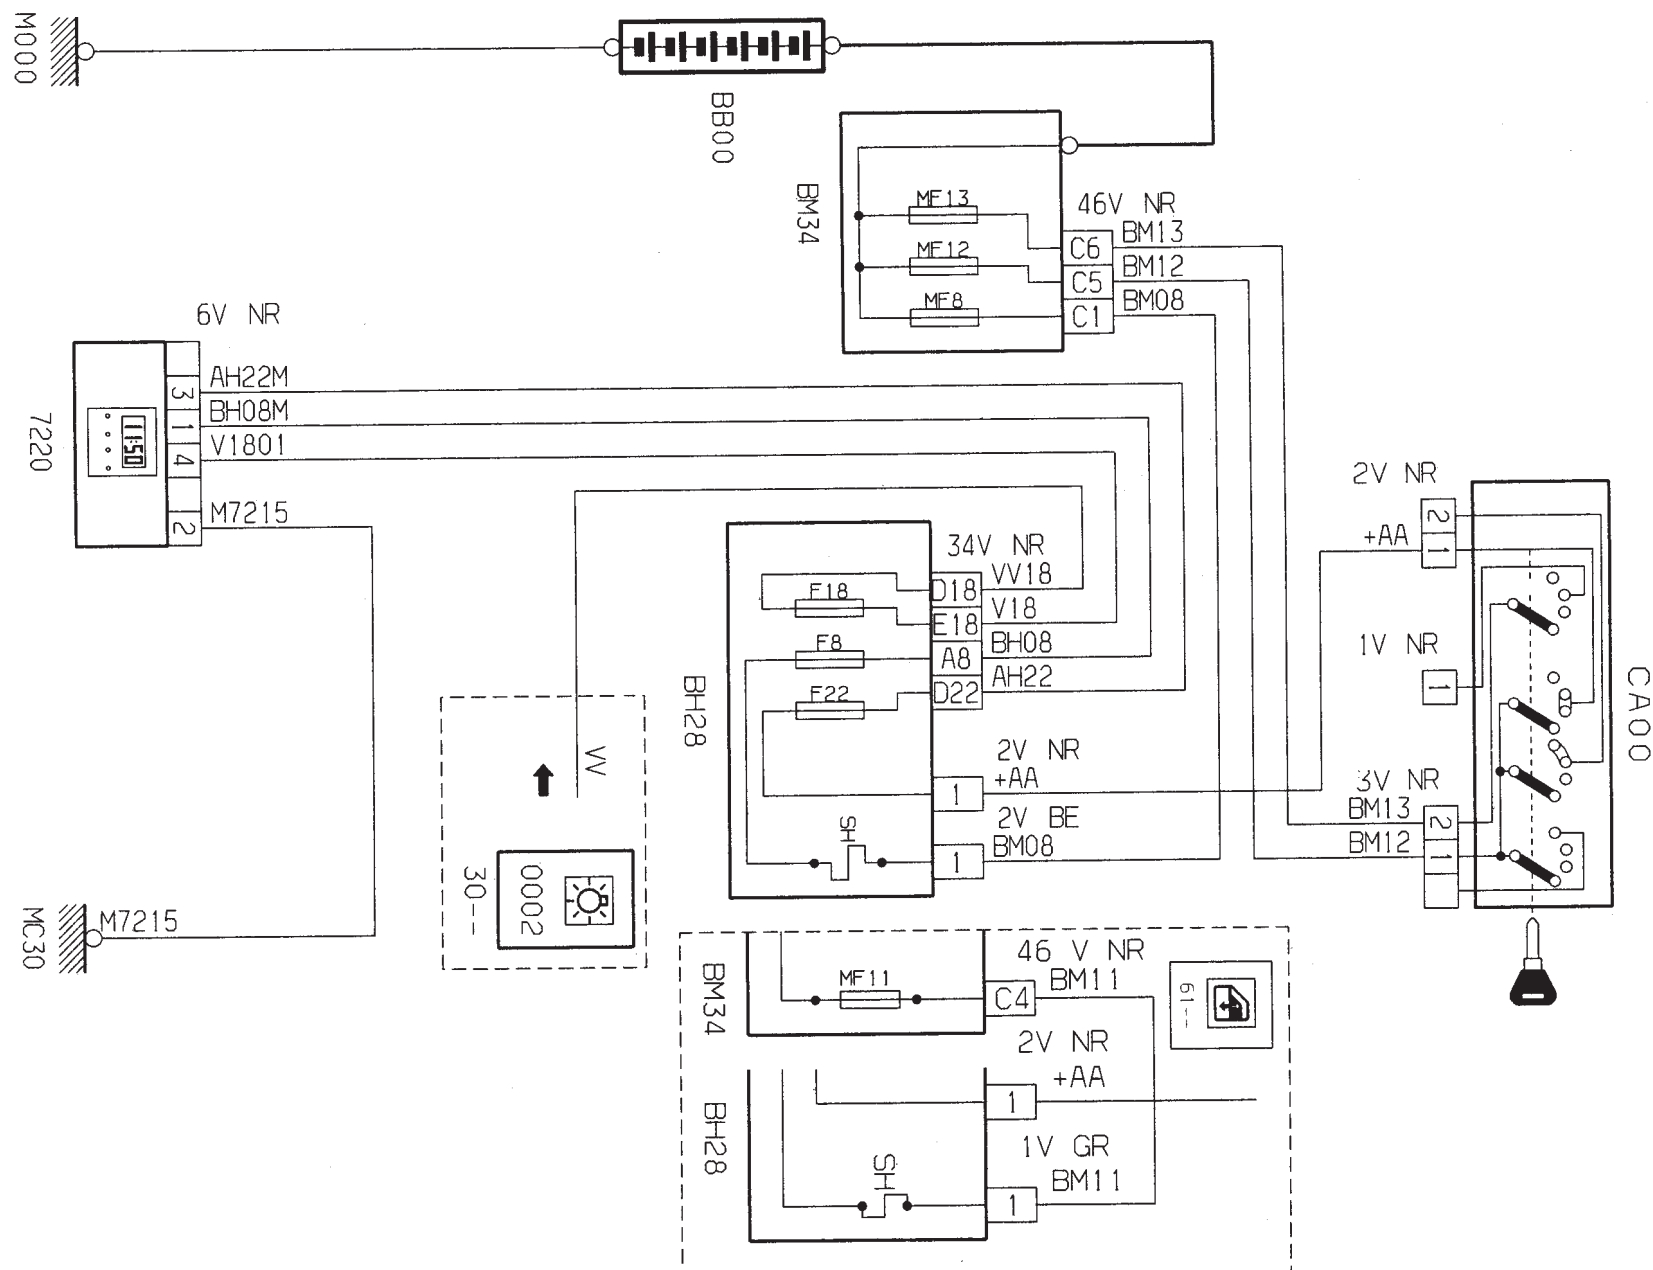 M000
BB00
BM34
MF13
MF12
MF8
46V NR
C6 BM13
C5 BM12
C1 BM08
6V NR
3 AH22M
1 BH08M
4 V1801
2 M7215
7220
11:50
2V NR
2
1 +AA
1V NR
1
CA00
3V NR
BM13 2
BM12 1
34V NR
F18
D18 VV18
E18 V18
F8
A8 BH08
F22
D22 AH22
BH28
2V NR
+AA
1
2V BE
BM08
1
SH
VV
0002
30--
MC30
M7215
BM34
MF11
46 V NR
C4 BM11
61--
2V NR
+AA
1
BH28
1V GR
BM11
1
SH